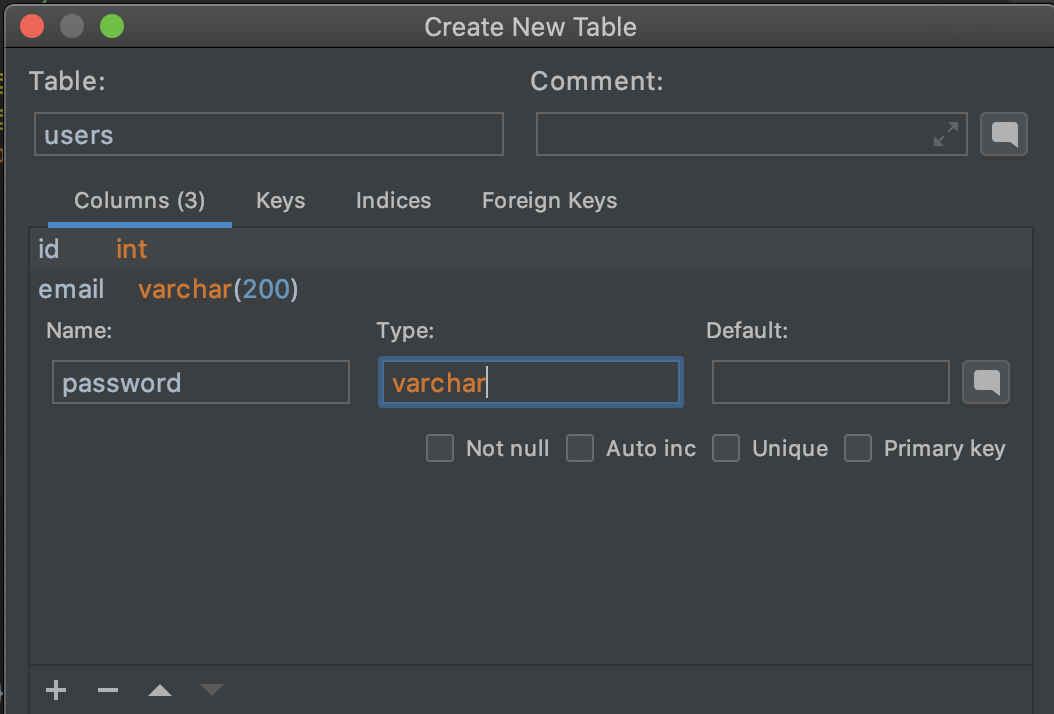 Create New Table
Table: Comment:
users
Columns (3) Keys Indices Foreign Keys
id int
email varchar(200)
Name: Type: Default:
password varchar
Not null Auto inc Unique Primary key